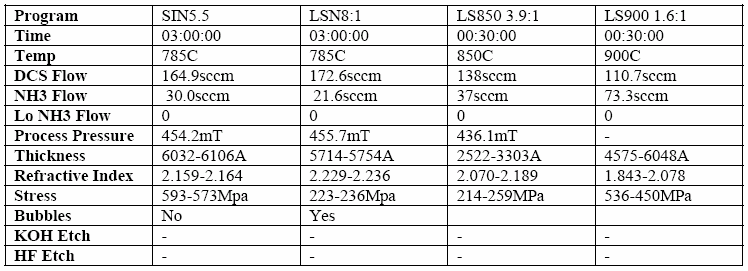 Program SIN5.5 LSN8:1 LS850 3.9:1 LS900 1.6:1
Time 03:00:00 03:00:00 00:30:00 00:30:00
Temp 785C 785C 850C 900C
DCS Flow 164.9sccm 172.6sccm 138sccm 110.7sccm
NH3 Flow 30.0sccm 21.6sccm 37sccm 73.3sccm
Lo NH3 Flow 0 0 0 0
Process Pressure 454.2mT 455.7mT 436.1mT -
Thickness 6032-6106A 5714-5754A 2522-3303A 4575-6048A
Refractive Index 2.159-2.164 2.229-2.236 2.070-2.189 1.843-2.078
Stress 593-573Mpa 223-236Mpa 214-259MPa 536-450MPa
Bubbles No Yes
KOH Etch - - - -
HF Etch - - - -